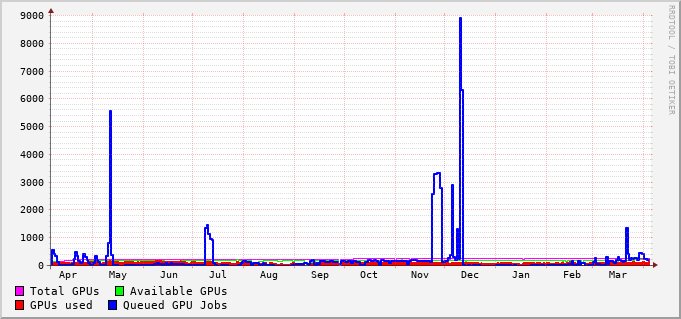 9000
8000
7000
6000
5000
4000
3000
2000
1000
0
Apr May Jun Jul Aug Sep Oct Nov Dec Jan Feb Mar
Total GPUs Available GPUs
GPUs used Queued GPU Jobs
RRDTOOL / TOBI OETIKER